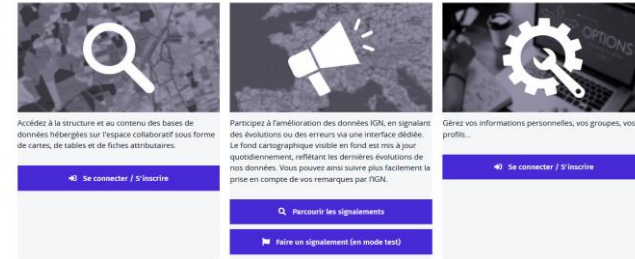 OPTIONS
Accédez à la structure et au contenu des bases de
données hébergées sur l'espace collaboratif sous forme
de cartes, de tables et de fiches attributaires.
Se connecter / S'inscrire
Participez à l'amélioration des données IGN, en signalant
des évolutions ou des erreurs via une interface dédiée.
Le fond cartographique visible en fond est mis à jour
quotidiennement, reflétant les dernières évolutions de
nos données. Vous pouvez ainsi suivre plus facilement la
prise en compte de vos remarques par l'IGN.
Parcourir les signalements
Faire un signalement (en mode test)
Gérez vos informations personnelles, vos groupes, vos
profils...
Se connecter / S'inscrire